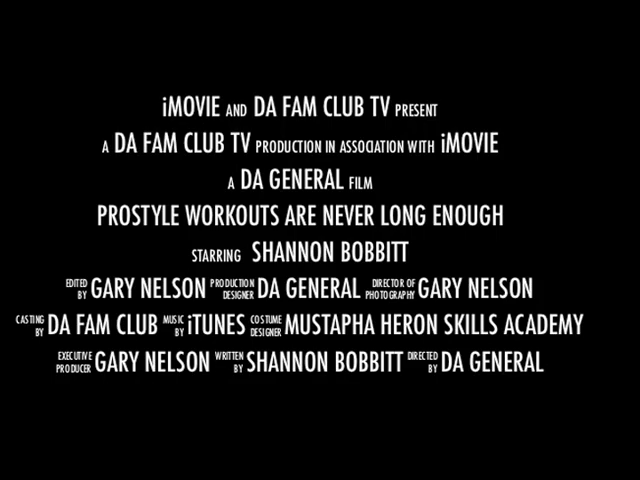 iMOVIE AND DA FAM CLUB TV PRESENT
A DA FAM CLUB TV PRODUCTION IN ASSOCIATION WITH iMOVIE
A DA GENERAL FILM
PROSTYLE WORKOUTS ARE NEVER LONG ENOUGH
STARRING SHANNON BOBBITT
EDITED BY GARY NELSON PRODUCTION DESIGNER DA GENERAL DIRECTOR OF PHOTOGRAPHY GARY NELSON
CASTING BY DA FAM CLUB MUSIC BY iTUNES COSTUME DESIGNER MUSTAPHA HERON SKILLS ACADEMY
EXECUTIVE PRODUCER GARY NELSON WRITTEN BY SHANNON BOBBITT DIRECTED BY DA GENERAL